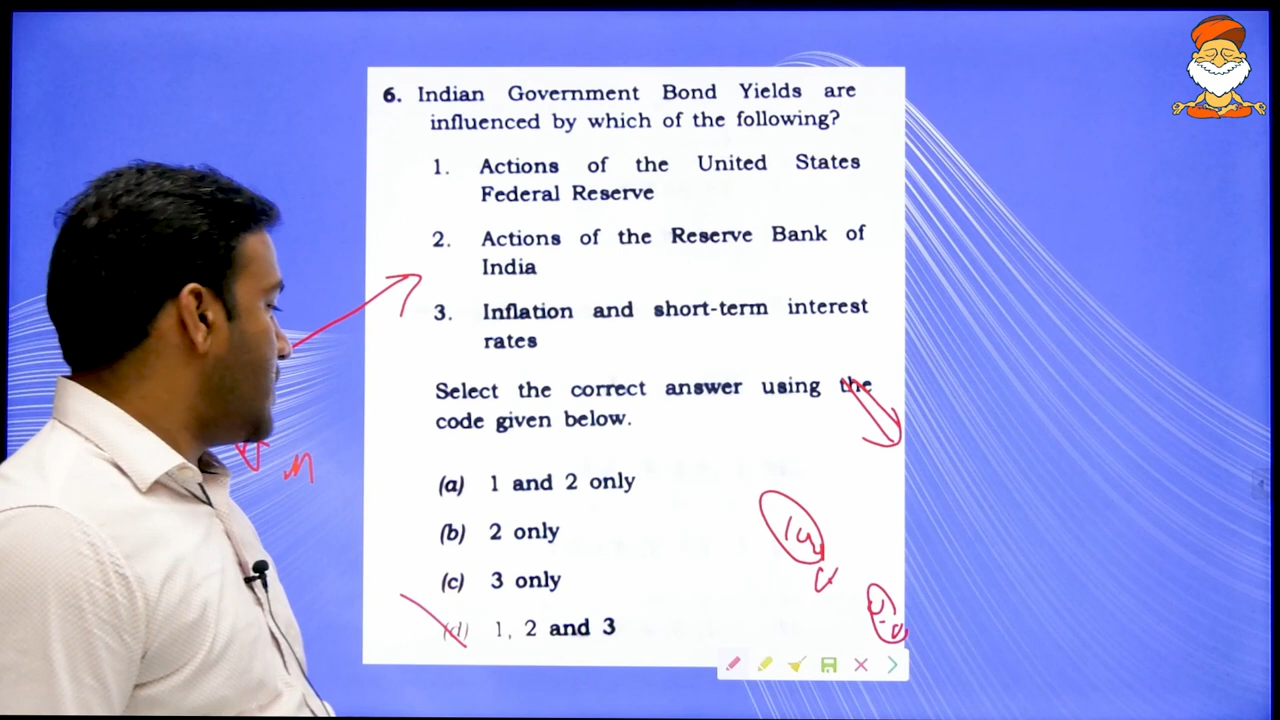 6. Indian Government Bond Yields are
influenced by which of the following?
1. Actions of the United States
Federal Reserve
2. Actions of the Reserve Bank of
India
3. Inflation and short-term interest
rates
Select the correct answer using the
code given below.
(a) 1 and 2 only
(b) 2 only
(c) 3 only
(d) 1, 2 and 3